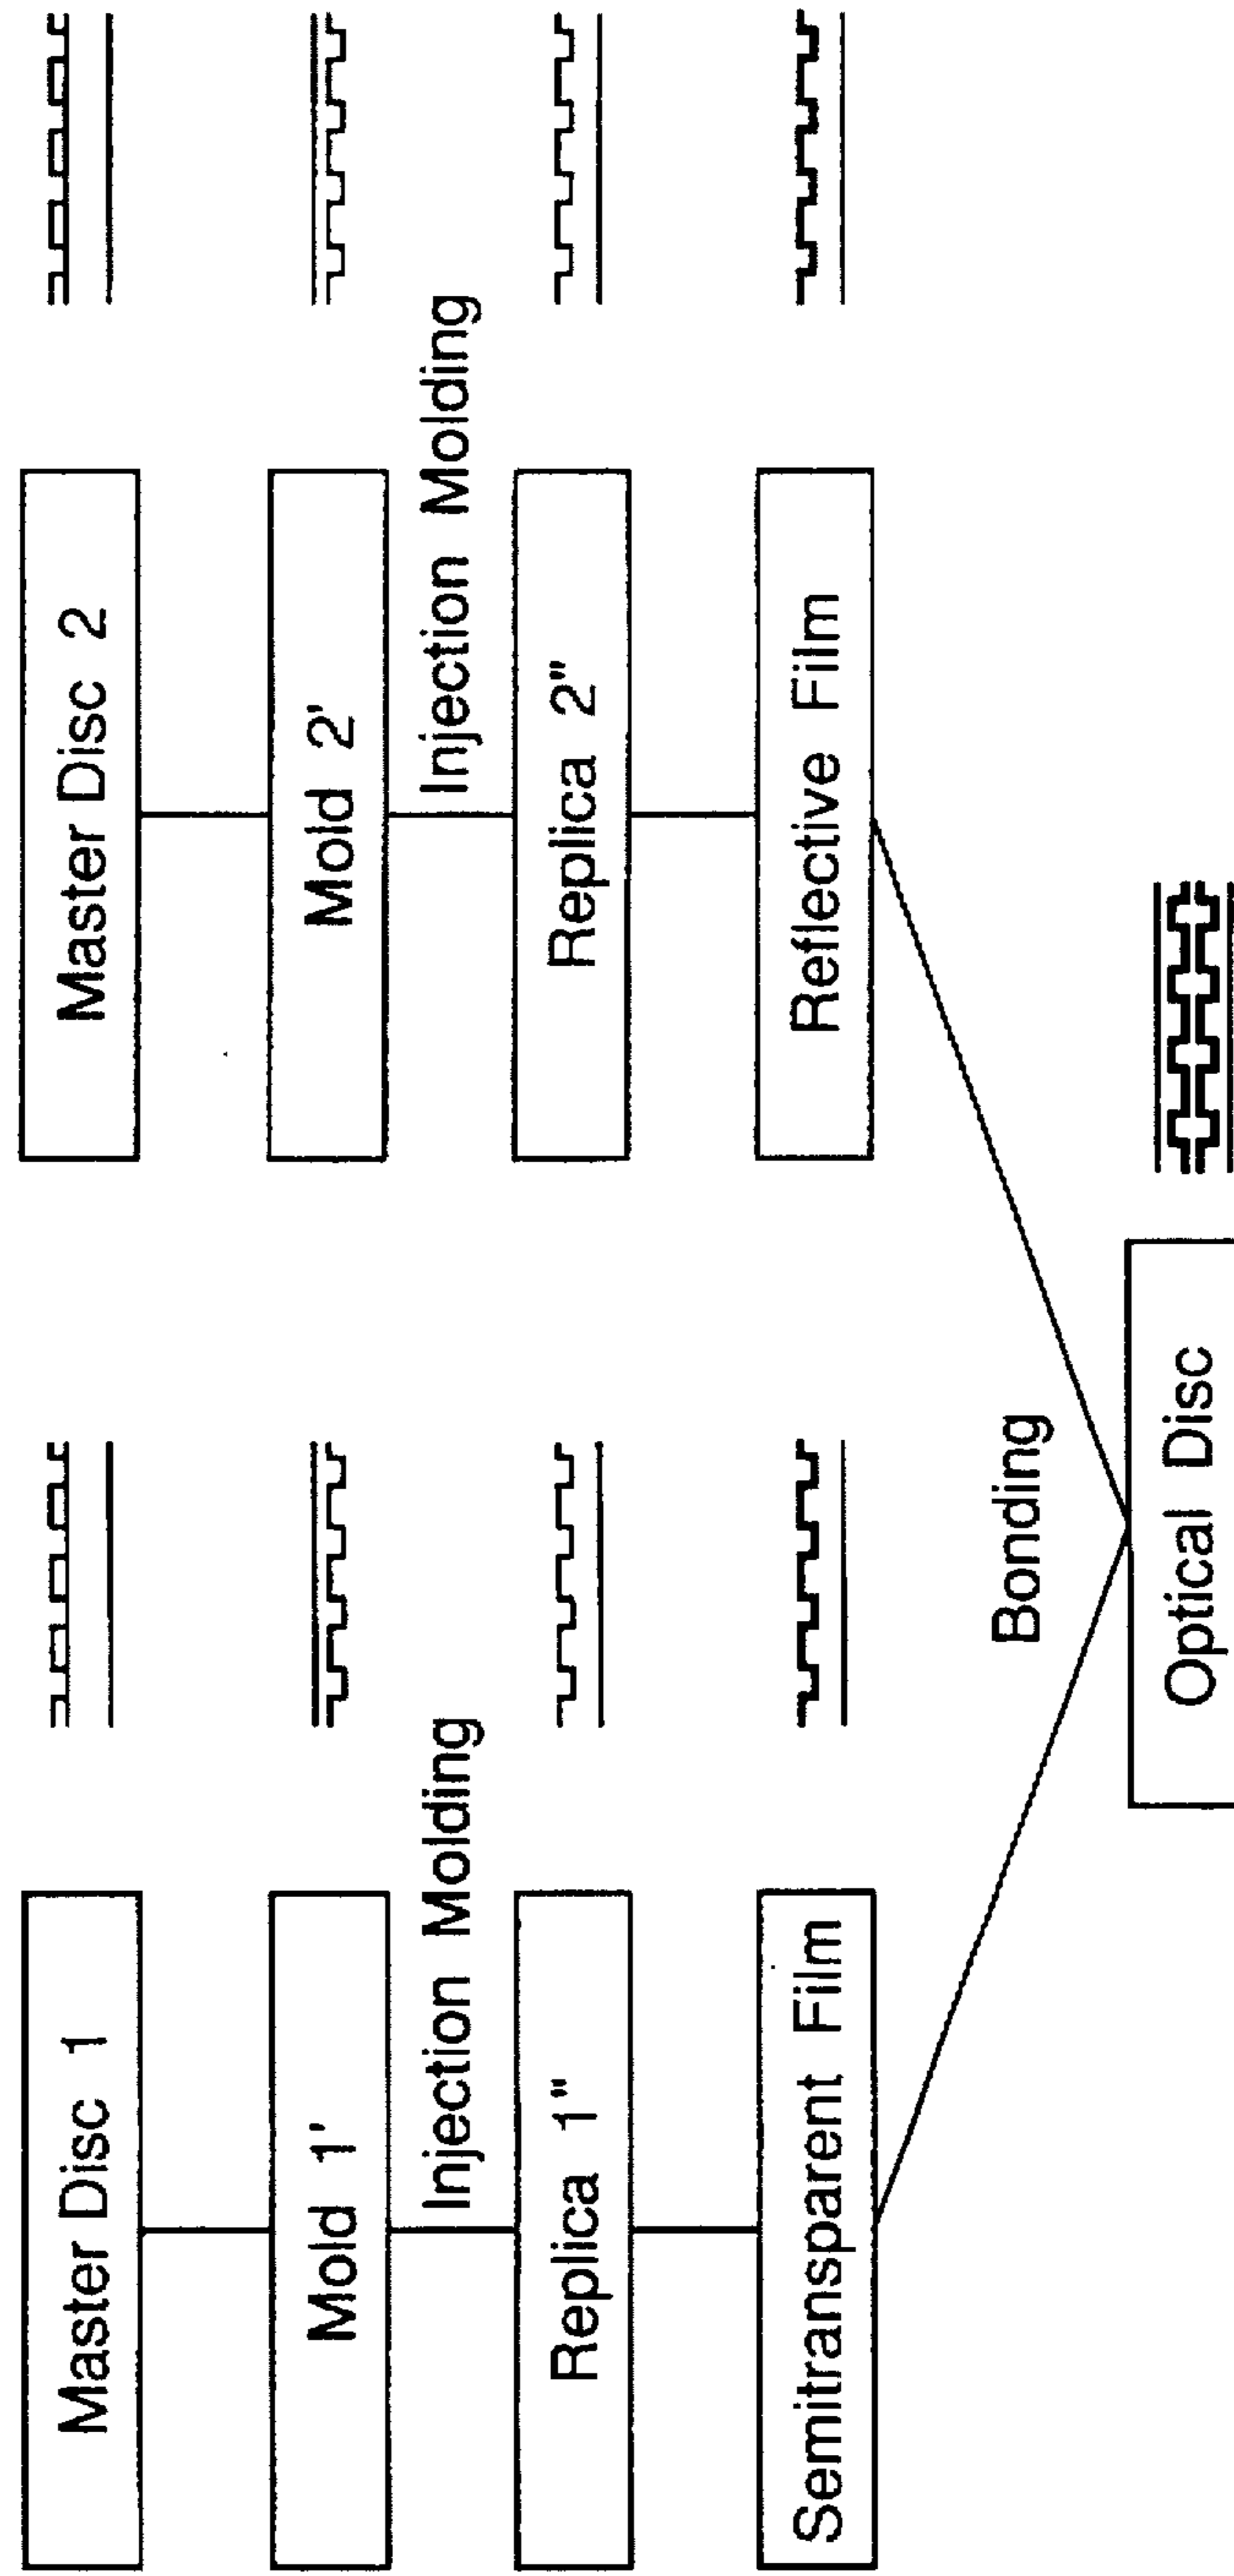 Master Disc 1
Mold 1'
Injection Molding
Replica 1"
Semitransparent Film
Master Disc 2
Mold 2'
Injection Molding
Replica 2"
Reflective Film
Bonding
Optical Disc